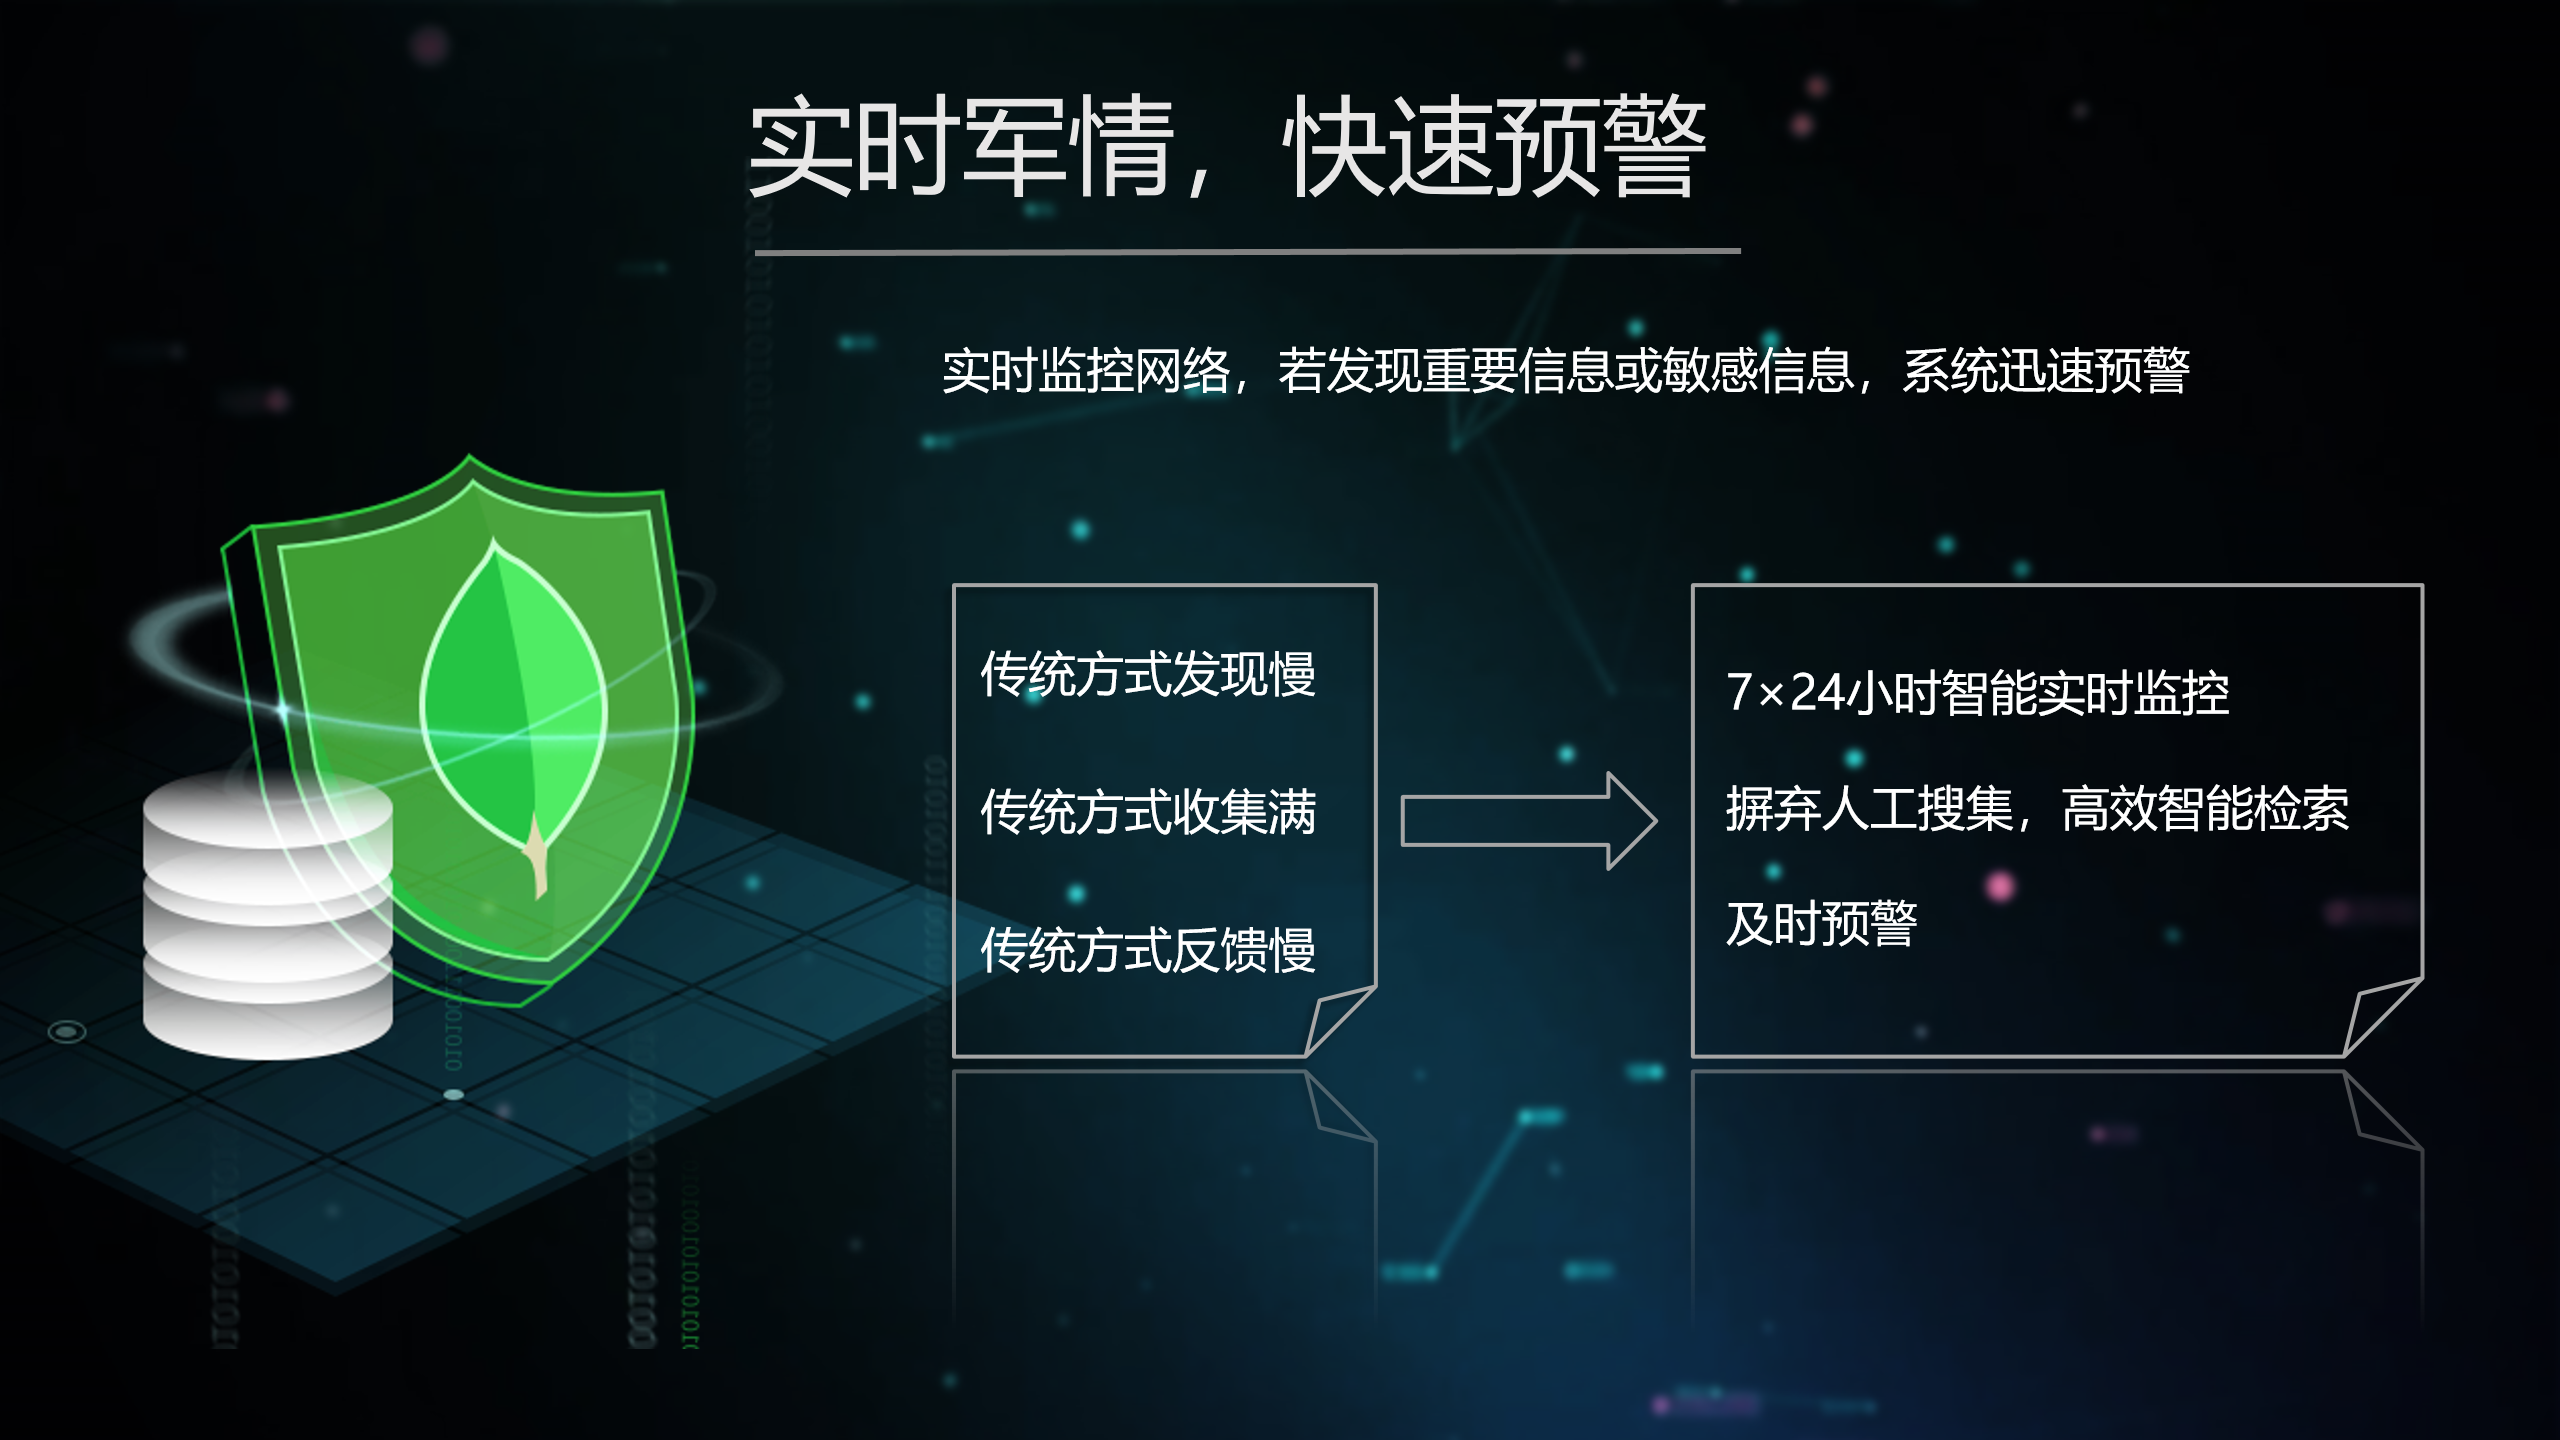 实时军情，快速预警
实时监控网络，若发现重要信息或敏感信息，系统迅速预警
传统方式发现慢
传统方式收集满
传统方式反馈慢
7×24小时智能实时监控
摒弃人工搜集，高效智能检索
及时预警